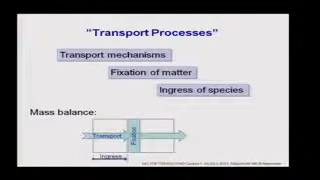 "Transport Processes"
Transport mechanisms
Fixation of matter
Ingress of species
Mass balance:
Transport
Fixation
Ingress